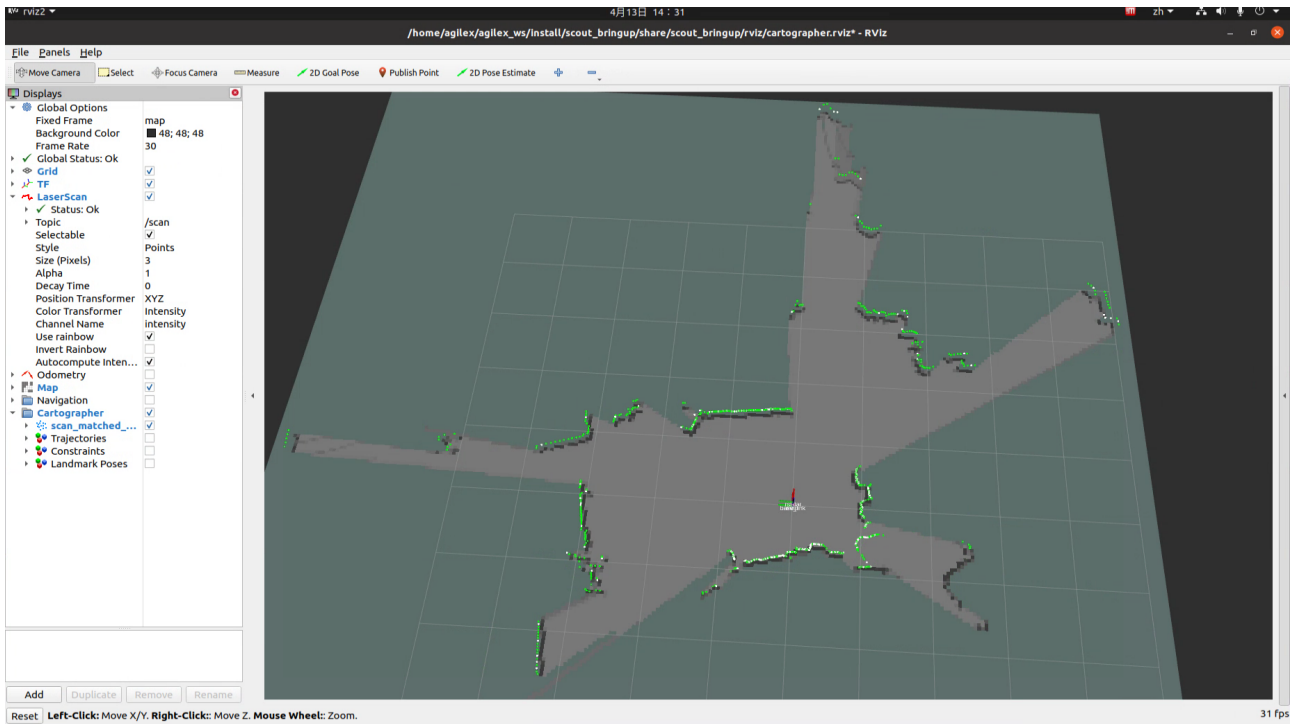 rviz2
4月13日 14：31
zh
/home/agilex/agilex_ws/install/scout_bringup/share/scout_bringup/rviz/cartographer.rviz* - RViz
File Panels Help
Move Camera Select Focus Camera Measure 2D Goal Pose Publish Point 2D Pose Estimate
Displays
Global Options
Fixed Frame map
Background Color 48; 48; 48
Frame Rate 30
Global Status: Ok
Grid
TF
LaserScan
Status: Ok
Topic /scan
Selectable
Style Points
Size (Pixels) 3
Alpha 1
Decay Time 0
Position Transformer XYZ
Color Transformer Intensity
Channel Name intensity
Use rainbow
Invert Rainbow
Autocompute Inten...
Odometry
Map
Navigation
Cartographer
scan_matched_...
Trajectories
Constraints
Landmark Poses
Add Duplicate Remove Rename
Reset Left-Click: Move X/Y. Right-Click:: Move Z. Mouse Wheel:: Zoom.
31 fps